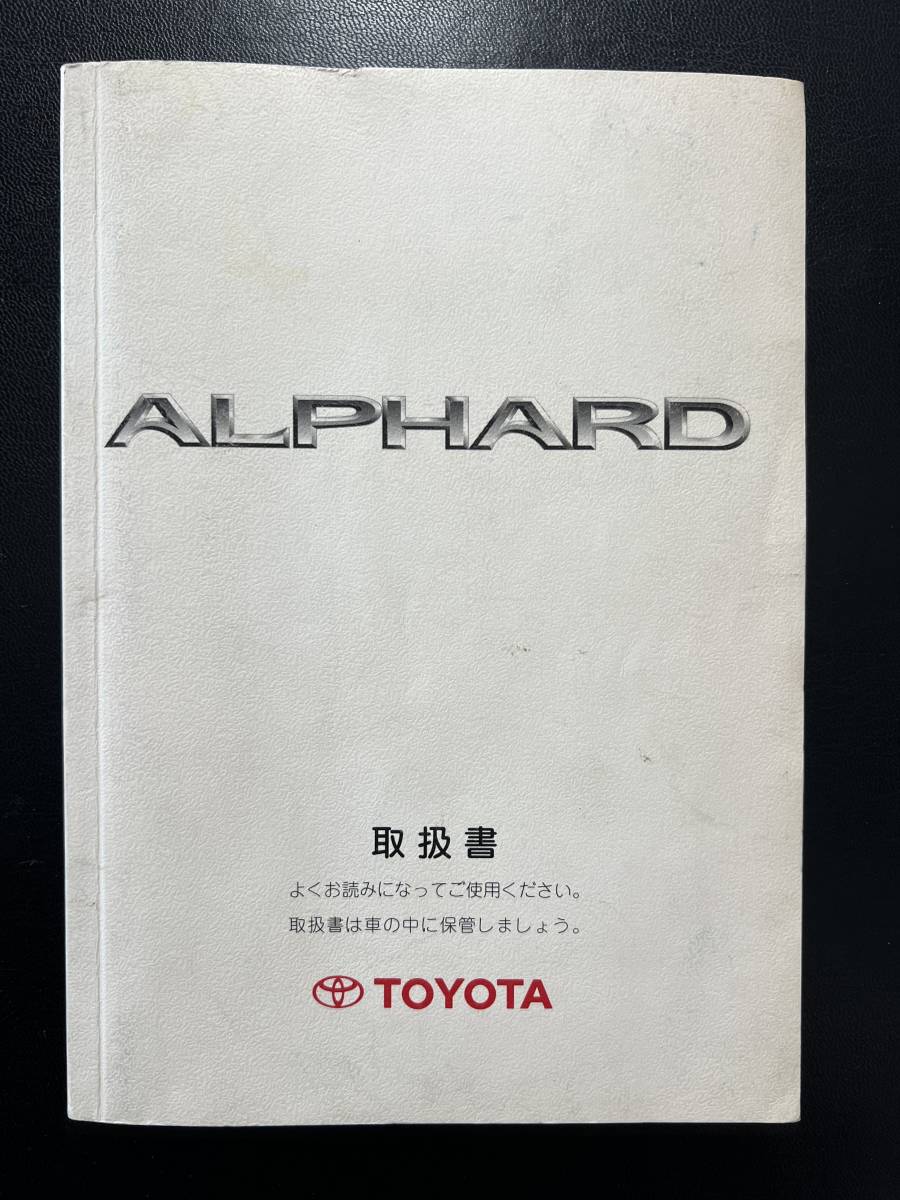 ALPHARD
取扱書
よくお読みになってご使用ください。
取扱書は車の中に保管しましょう。
TOYOTA